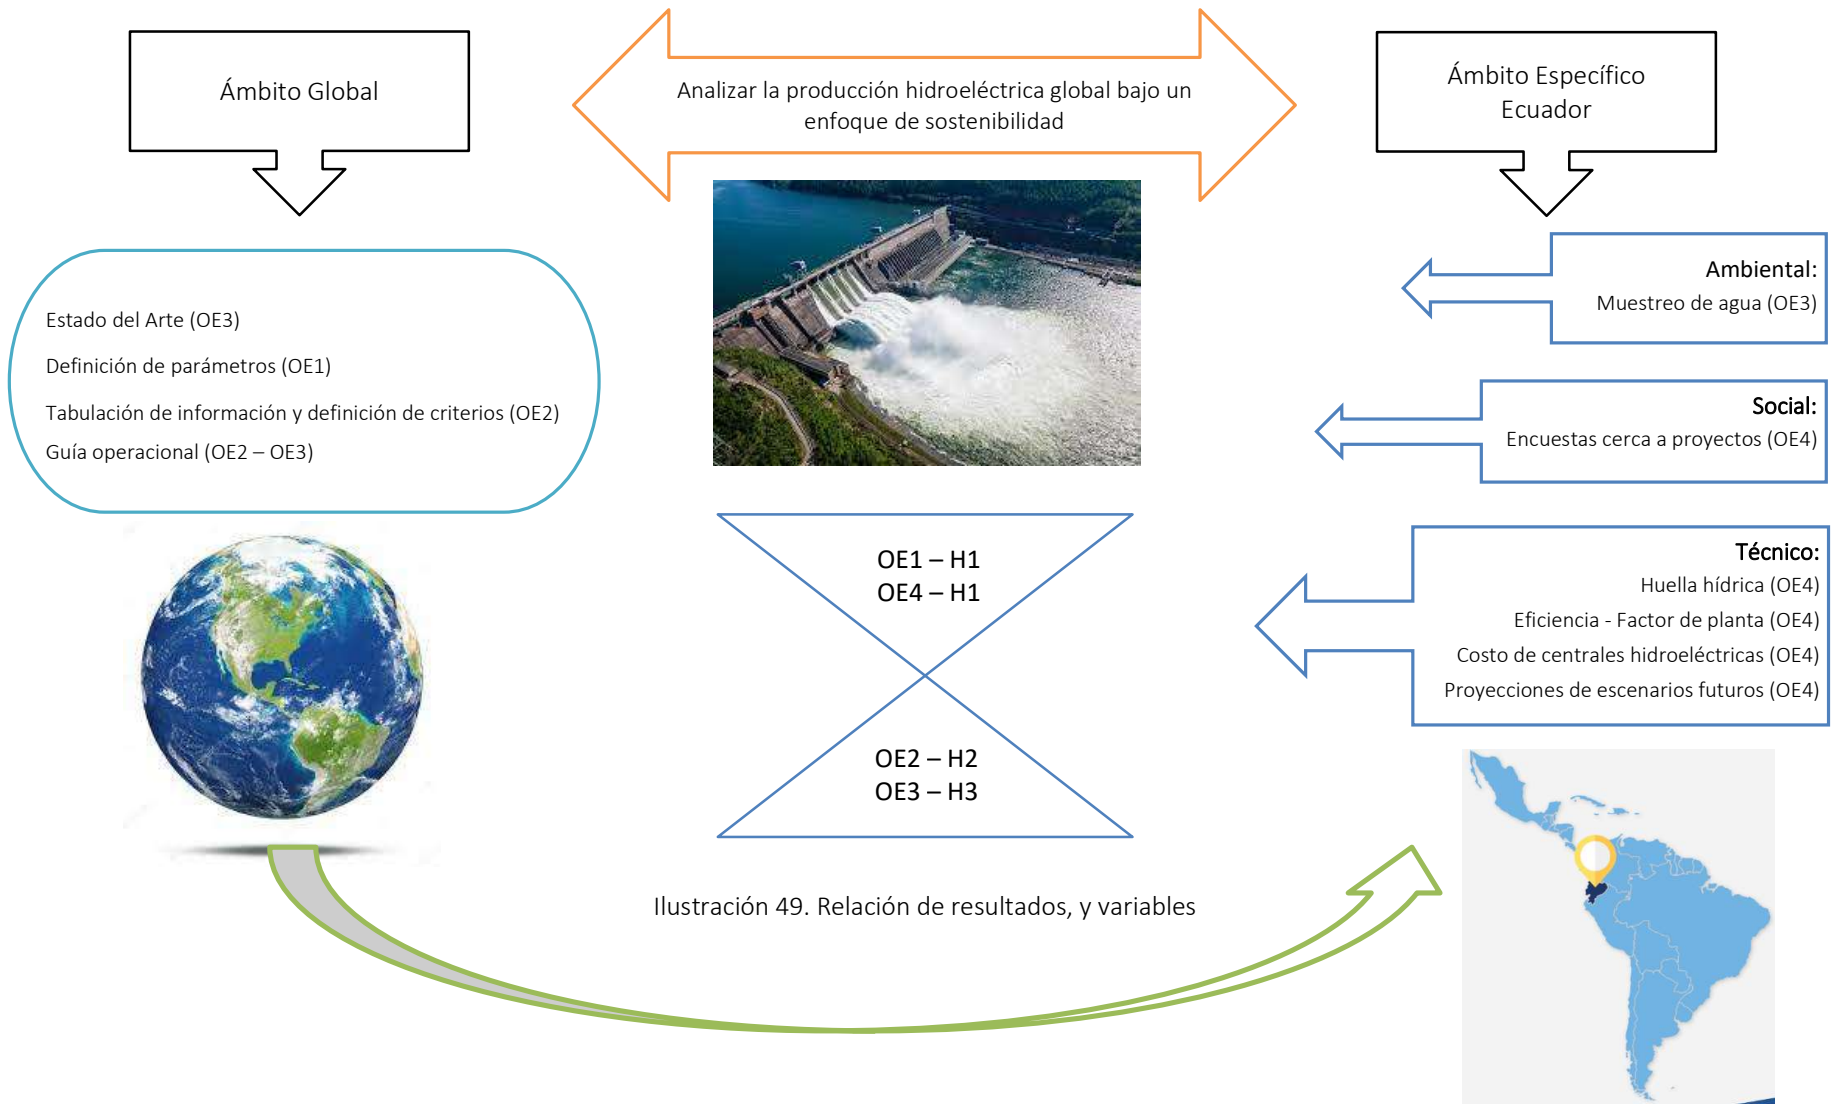 Ámbito Global
Analizar la producción hidroeléctrica global bajo un
enfoque de sostenibilidad
Ámbito Específico
Ecuador
Estado del Arte (OE3)
Definición de parámetros (OE1)
Tabulación de información y definición de criterios (OE2)
Guía operacional (OE2 – OE3)
Ambiental:
Muestreo de agua (OE3)
Social:
Encuestas cerca a proyectos (OE4)
Técnico:
Huella hídrica (OE4)
Eficiencia - Factor de planta (OE4)
Costo de centrales hidroeléctricas (OE4)
Proyecciones de escenarios futuros (OE4)
OE1 – H1
OE4 – H1
OE2 – H2
OE3 – H3
Ilustración 49. Relación de resultados, y variables